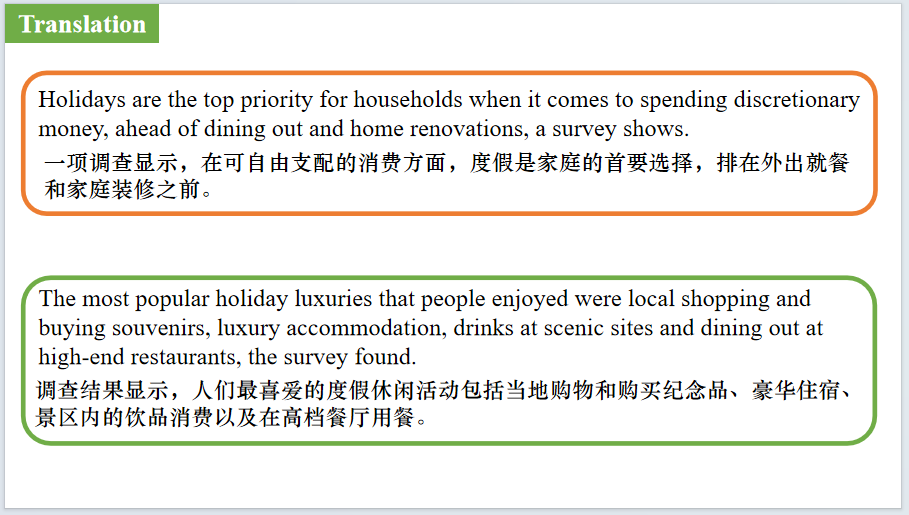 Translation
Holidays are the top priority for households when it comes to spending discretionary
money, ahead of dining out and home renovations, a survey shows.
一项调查显示，在可自由支配的消费方面，度假是家庭的首要选择，排在外出就餐
和家庭装修之前。
The most popular holiday luxuries that people enjoyed were local shopping and
buying souvenirs, luxury accommodation, drinks at scenic sites and dining out at
high-end restaurants, the survey found.
调查结果显示，人们最喜爱的度假休闲活动包括当地购物和购买纪念品、豪华住宿、
景区内的饮品消费以及在高档餐厅用餐。